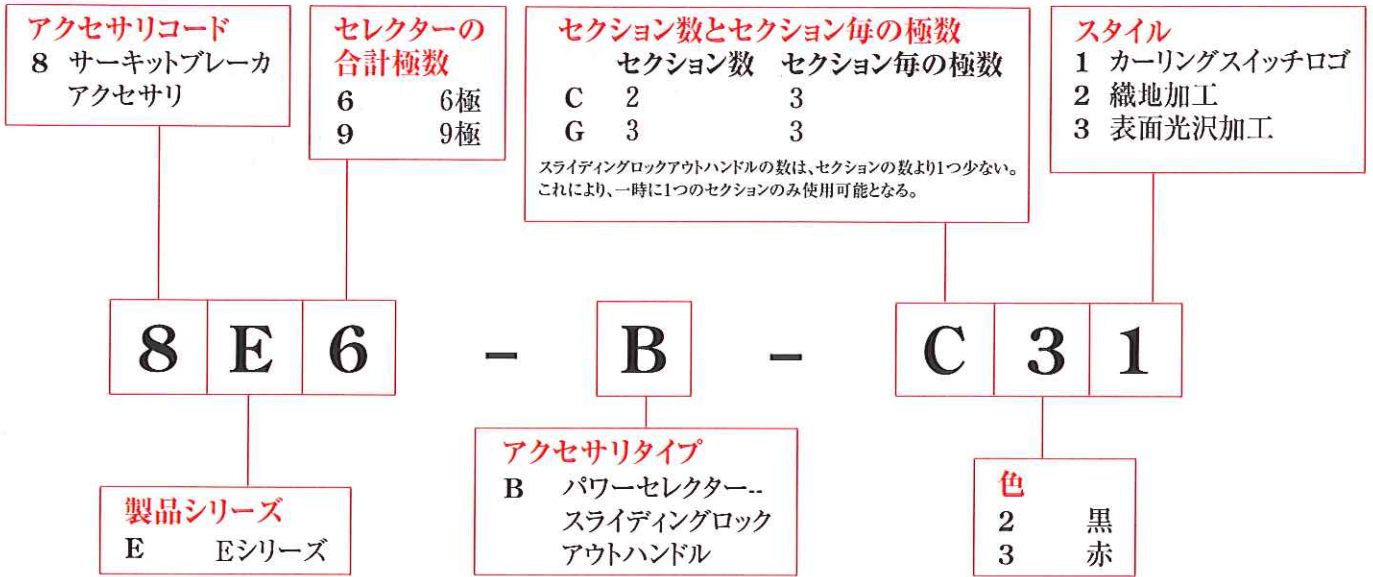 アクセサリコード
8 サーキットブレーカ
アクセサリ
セレクターの
合計極数
6 6極
9 9極
セクション数とセクション毎の極数
セクション数 セクション毎の極数
C 2 3
G 3 3
スライディングロックアウトハンドルの数は、セクションの数より1つ少ない。
これにより、一時に1つのセクションのみ使用可能となる。
スタイル
1 カーリングスイッチロゴ
2 織地加工
3 表面光沢加工
8 E 6 - B - C 3 1
製品シリーズ
E Eシリーズ
アクセサリタイプ
B パワーセレクター--
スライディングロック
アウトハンドル
色
2 黒
3 赤